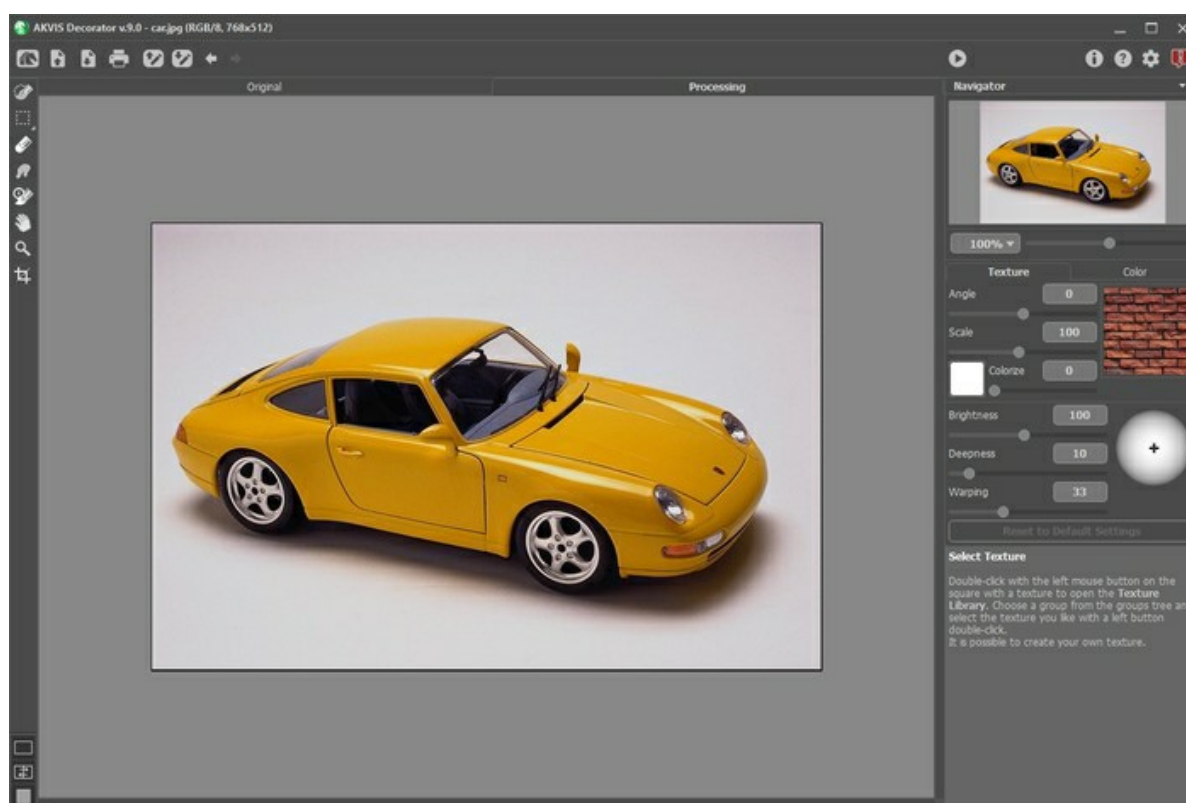 AKVIS Decorator v.9.0 - car.jpg (RGB/8, 768x512)
Original
Processing
Navigator
100%
Texture
Color
Angle
0
Scale
100
Colorize
0
Brightness
100
Deepness
10
Warping
33
Reset to Default Settings
Select Texture
Double-click with the left mouse button on the
square with a texture to open the Texture
Library. Choose a group from the groups tree an
select the texture you like with a left button
double-click.
It is possible to create your own texture.